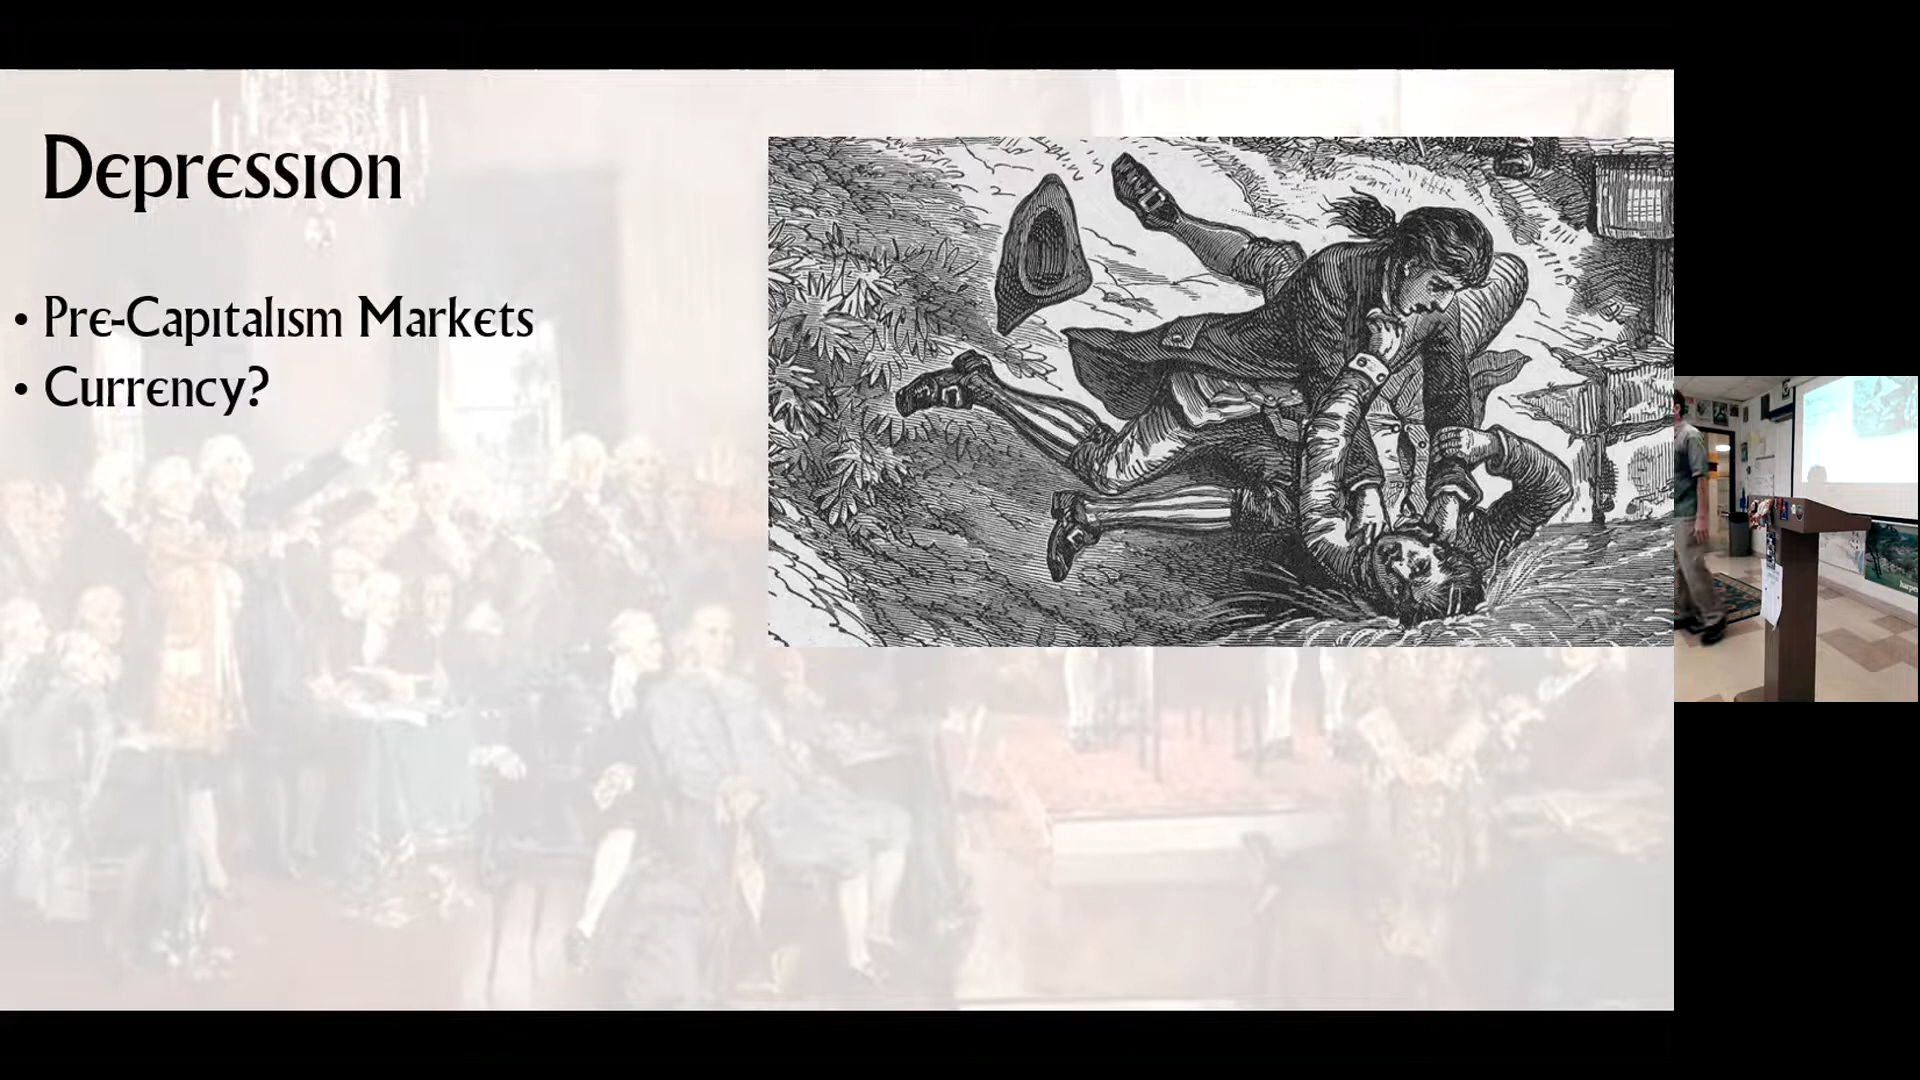 Depression
• Pre-Capitalism Markets
• Currency?